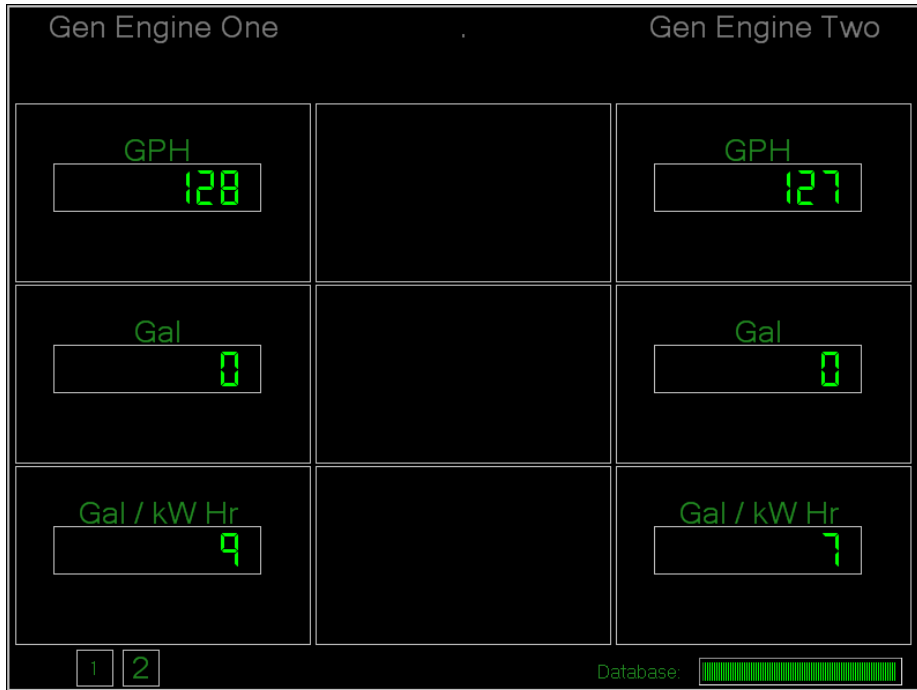 Gen Engine One . Gen Engine Two
GPH GPH
128 127
Gal Gal
0 0
Gal / kW Hr Gal / kW Hr
9 7
1 2 Database: